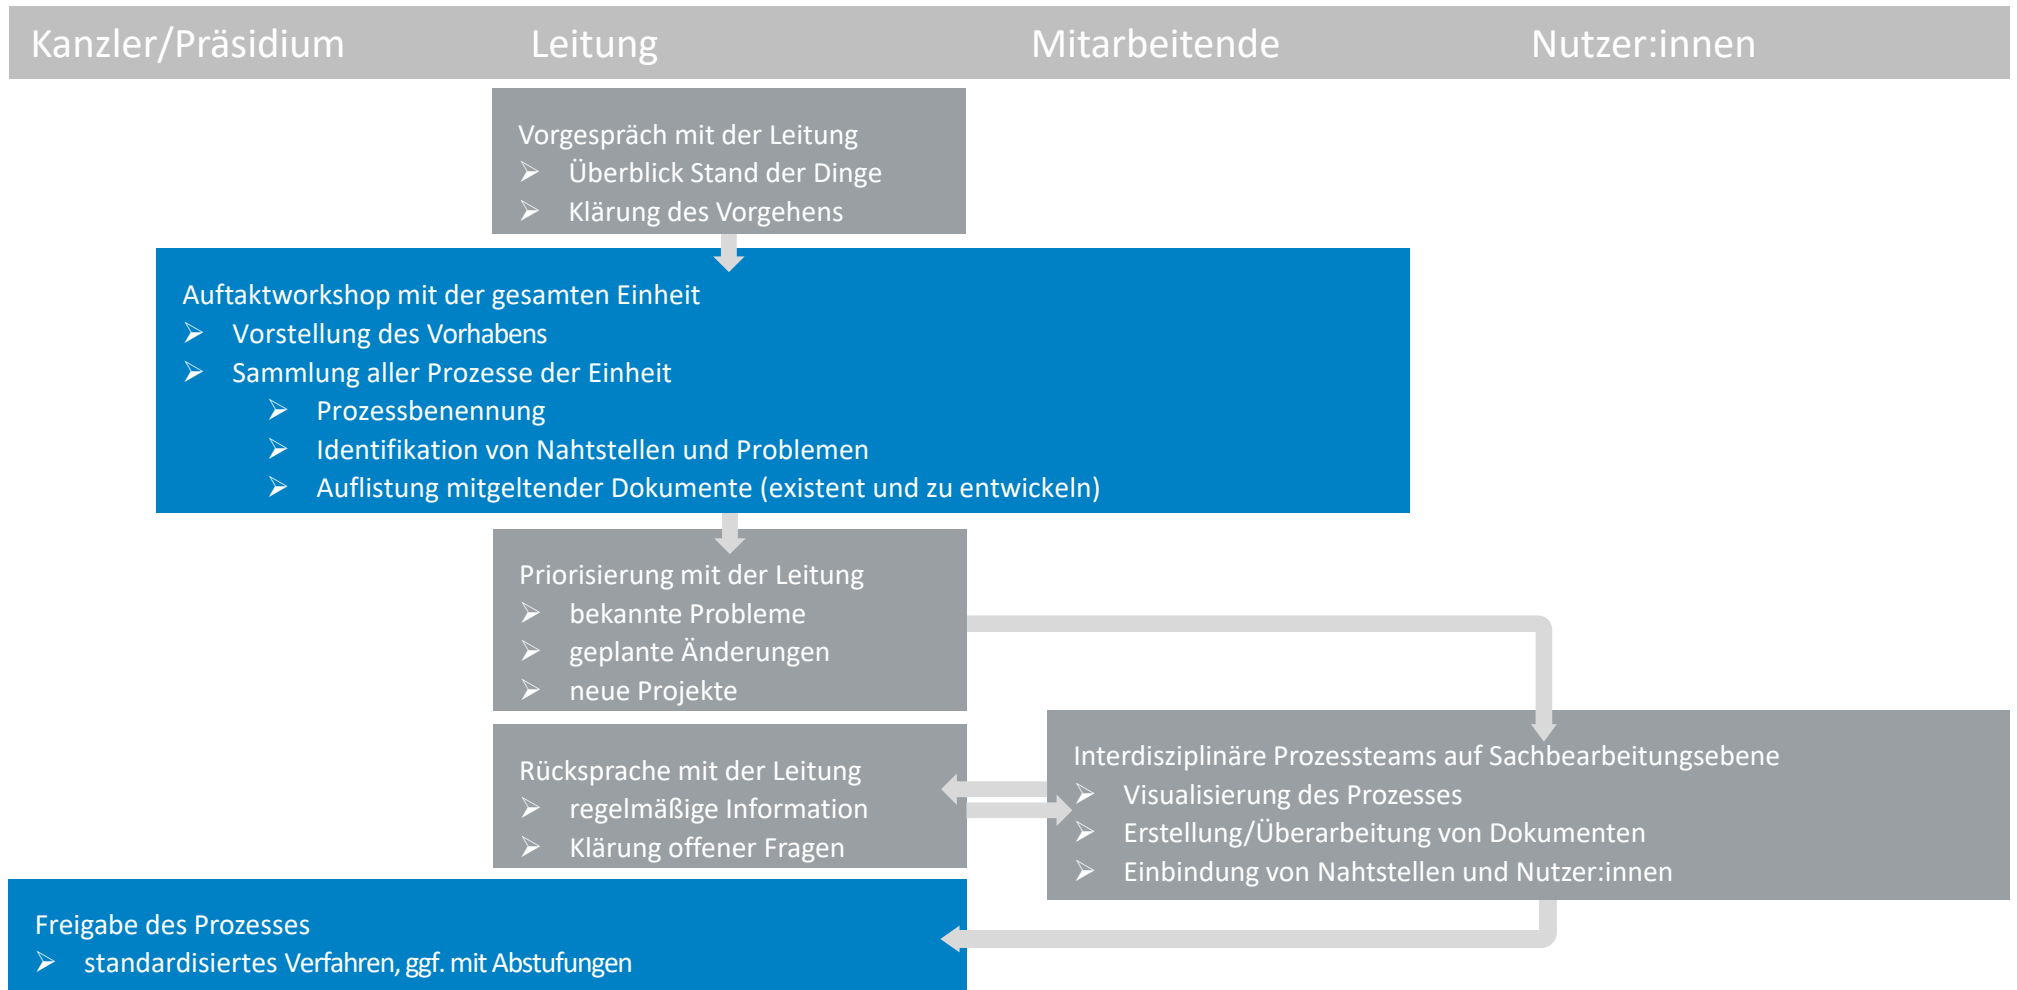 Kanzler/Präsidium Leitung Mitarbeitende Nutzer:innen
Vorgespräch mit der Leitung
➢ Überblick Stand der Dinge
➢ Klärung des Vorgehens
Auftaktworkshop mit der gesamten Einheit
➢ Vorstellung des Vorhabens
➢ Sammlung aller Prozesse der Einheit
➢ Prozessbenennung
➢ Identifikation von Nahtstellen und Problemen
➢ Auflistung mitgeltender Dokumente (existent und zu entwickeln)
Priorisierung mit der Leitung
➢ bekannte Probleme
➢ geplante Änderungen
➢ neue Projekte
Rücksprache mit der Leitung
➢ regelmäßige Information
➢ Klärung offener Fragen
Interdisziplinäre Prozessteams auf Sachbearbeitungsebene
➢ Visualisierung des Prozesses
➢ Erstellung/Überarbeitung von Dokumenten
➢ Einbindung von Nahtstellen und Nutzer:innen
Freigabe des Prozesses
➢ standardisiertes Verfahren, ggf. mit Abstufungen